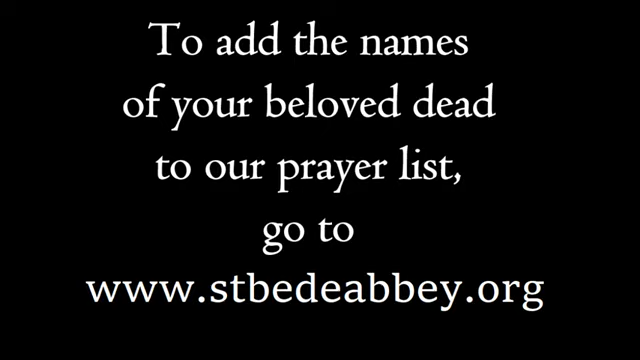 To add the names
of your beloved dead
to our prayer list,
go to
www.stbedeabbey.org